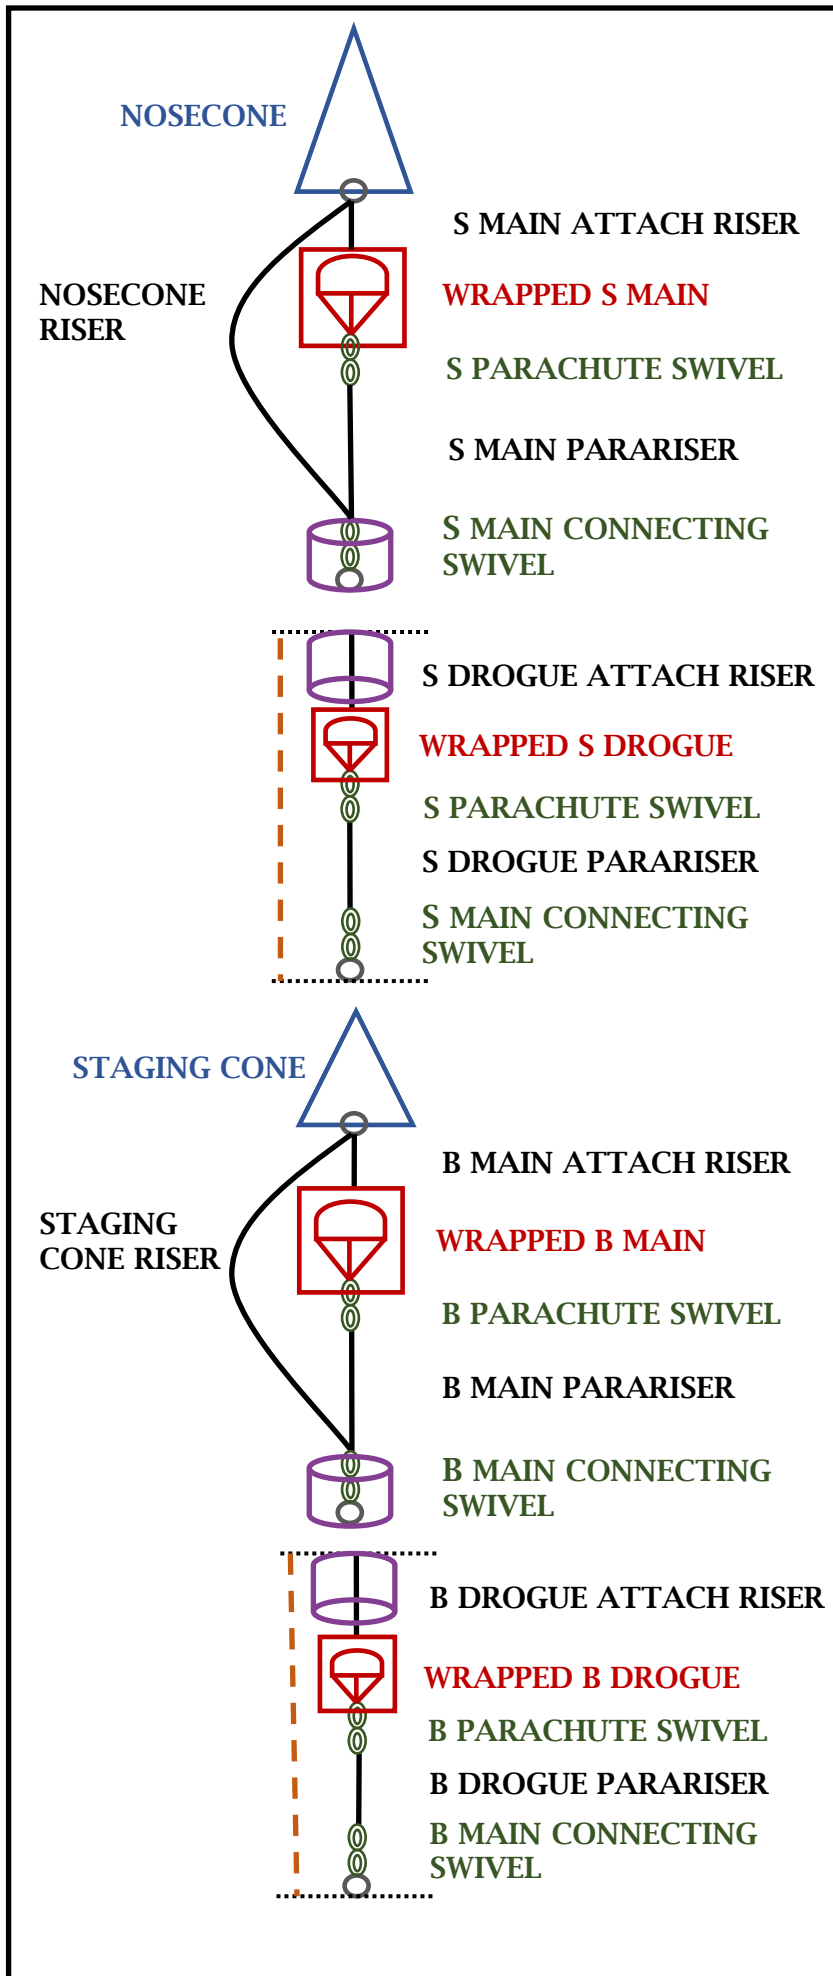 NOSECONE
S MAIN ATTACH RISER
NOSECONE
RISER
WRAPPED S MAIN
S PARACHUTE SWIVEL
S MAIN PARARISER
S MAIN CONNECTING
SWIVEL
S DROGUE ATTACH RISER
WRAPPED S DROGUE
S PARACHUTE SWIVEL
S DROGUE PARARISER
S MAIN CONNECTING
SWIVEL
STAGING CONE
B MAIN ATTACH RISER
STAGING
CONE RISER
WRAPPED B MAIN
B PARACHUTE SWIVEL
B MAIN PARARISER
B MAIN CONNECTING
SWIVEL
B DROGUE ATTACH RISER
WRAPPED B DROGUE
B PARACHUTE SWIVEL
B DROGUE PARARISER
B MAIN CONNECTING
SWIVEL